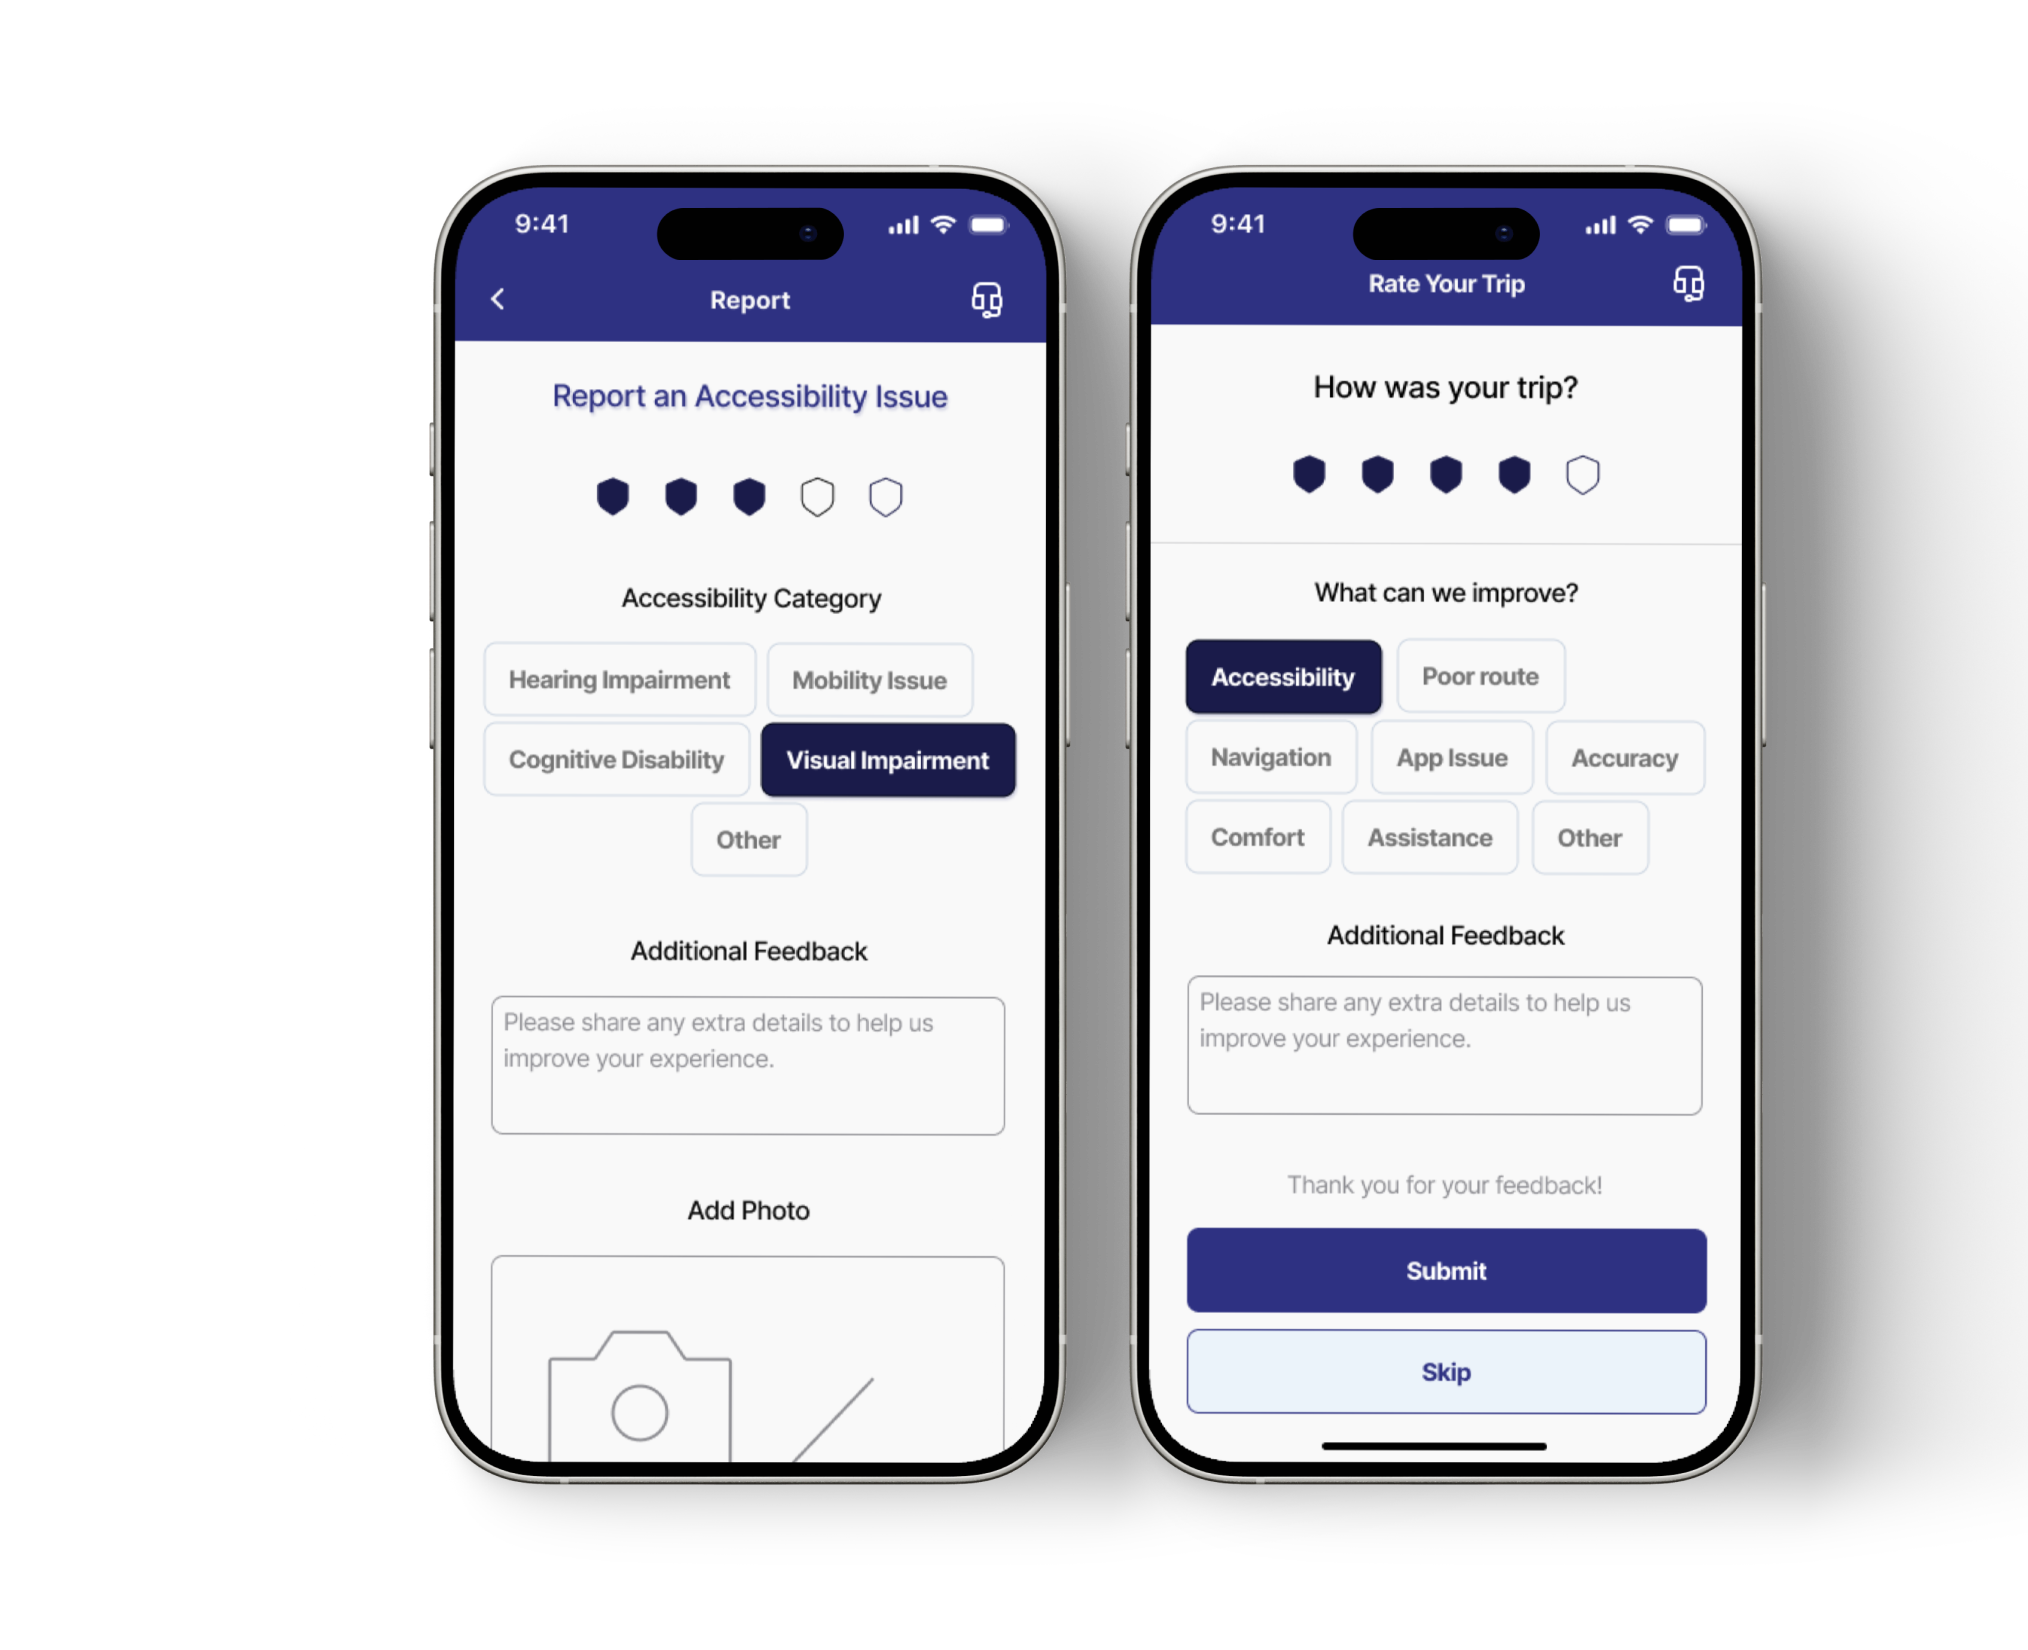 9:41
Report
Report an Accessibility Issue
Accessibility Category
Hearing Impairment
Mobility Issue
Cognitive Disability
Visual Impairment
Other
Additional Feedback
Please share any extra details to help us
improve your experience.
Add Photo
9:41
Rate Your Trip
How was your trip?
What can we improve?
Accessibility
Poor route
Navigation
App Issue
Accuracy
Comfort
Assistance
Other
Additional Feedback
Please share any extra details to help us
improve your experience.
Thank you for your feedback!
Submit
Skip